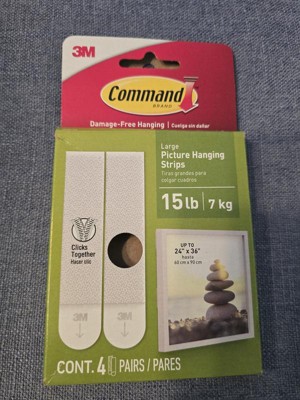 3M
Command
BRAND
Damage-Free Hanging | Cuelga sin dañar
Large
Picture Hanging
Strips
Tiras grandes para
colgar cuadros
15 lb | 7 kg
Clicks
Together
Hacer clic
UP TO
24" x 36"
hasta
60 cm x 90 cm
3M
3M
CONT. 4 PAIRS / PARES